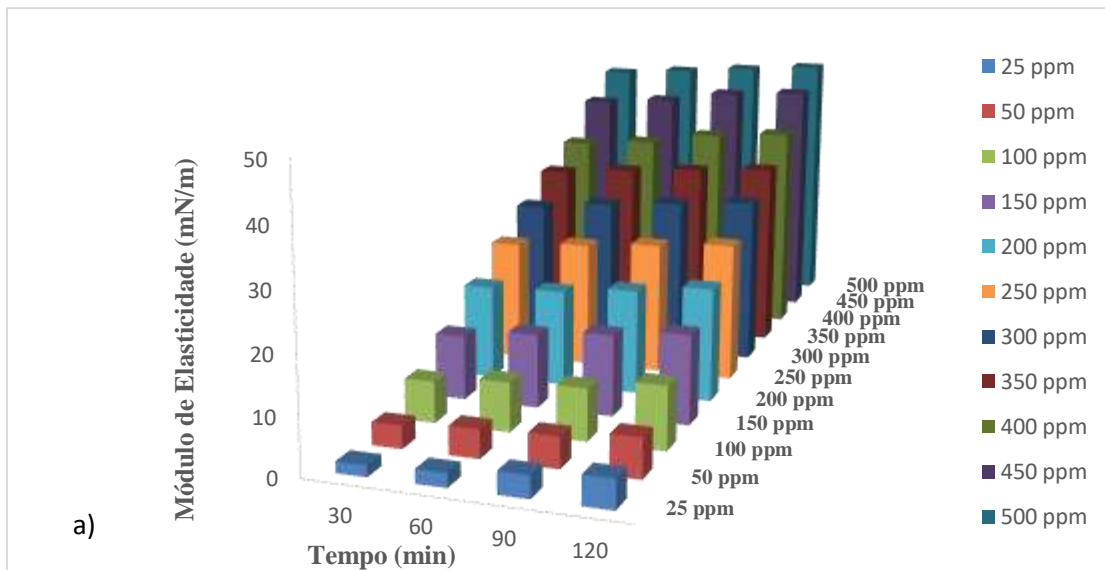 Módulo de Elasticidade (mN/m)
50
40
30
20
10
0
30
60
90
120
Tempo (min)
500 ppm
450 ppm
400 ppm
350 ppm
300 ppm
250 ppm
200 ppm
150 ppm
100 ppm
50 ppm
25 ppm
a)
25 ppm
50 ppm
100 ppm
150 ppm
200 ppm
250 ppm
300 ppm
350 ppm
400 ppm
450 ppm
500 ppm